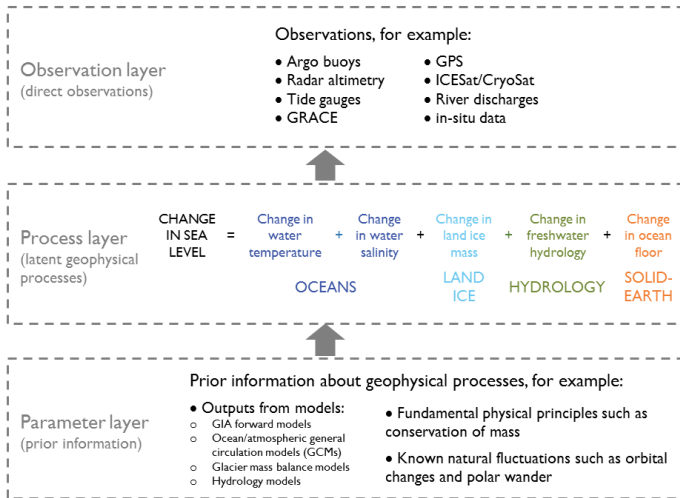 Observation layer
(direct observations)
Observations, for example:
• Argo buoys
• Radar altimetry
• Tide gauges
• GRACE
• GPS
• ICESat/CryoSat
• River discharges
• in-situ data
Process layer
(latent geophysical
processes)
CHANGE
IN SEA
LEVEL
=
Change in
water
temperature
+
Change
in water
salinity
+
Change in
land ice
mass
+
Change in
freshwater
hydrology
+
Change
in ocean
floor
OCEANS
LAND
ICE
HYDROLOGY
SOLID-
EARTH
Parameter layer
(prior information)
Prior information about geophysical processes, for example:
• Outputs from models:
o GIA forward models
o Ocean/atmospheric general
circulation models (GCMs)
o Glacier mass balance models
o Hydrology models
• Fundamental physical principles such as
conservation of mass
• Known natural fluctuations such as orbital
changes and polar wander